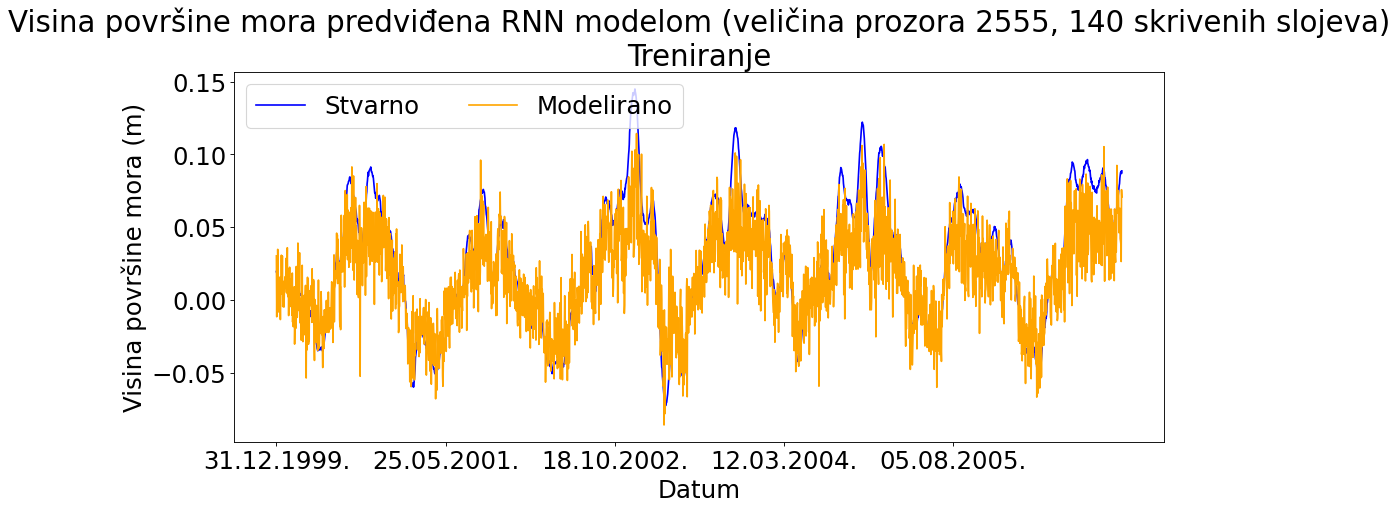 Visina površine mora predviđena RNN modelom (veličina prozora 2555, 140 skrivenih slojeva)
Treniranje
Stvarno Modelirano
Visina površine mora (m)
0.15
0.10
0.05
0.00
−0.05
31.12.1999. 25.05.2001. 18.10.2002. 12.03.2004. 05.08.2005.
Datum